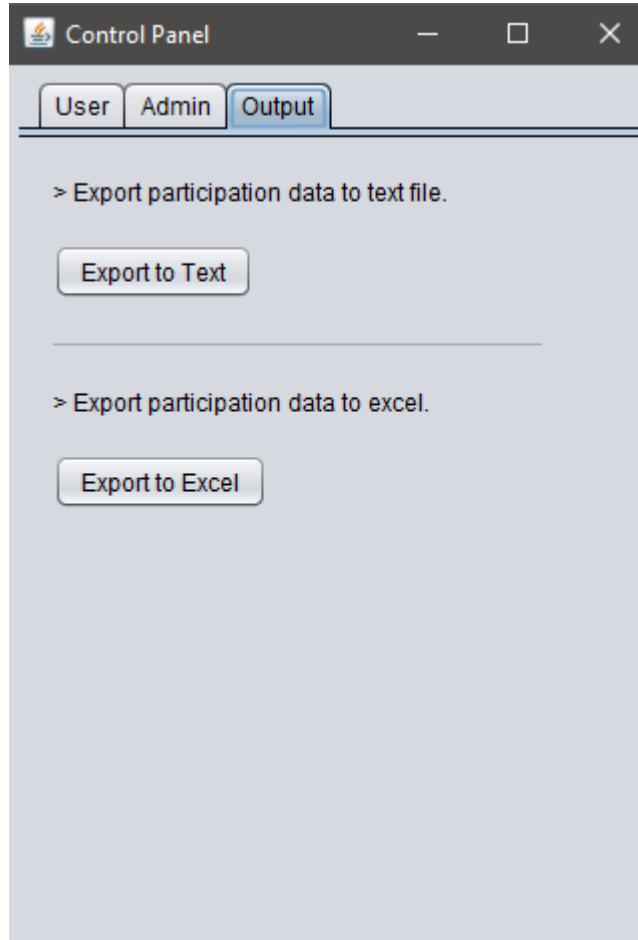 Control Panel
User Admin Output
> Export participation data to text file.
Export to Text
> Export participation data to excel.
Export to Excel